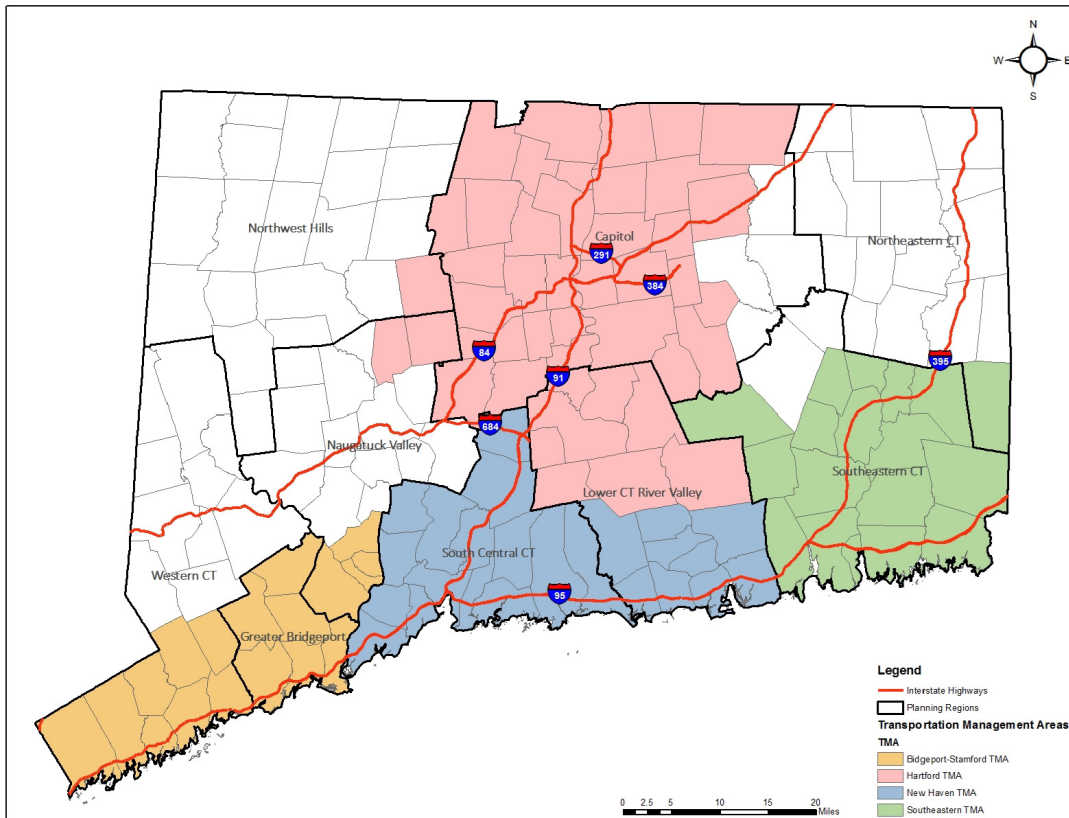 N
W E
S
Northwest Hills
Capitol
Northeastern CT
291
384
84
395
91
684
Naugatuck Valley
Southeastern CT
Lower CT River Valley
South Central CT
Western CT
95
Greater Bridgeport
Legend
Interstate Highways
Planning Regions
Transportation Management Areas
TMA
Bidgeport-Stamford TMA
Hartford TMA
New Haven TMA
Southeastern TMA
0 2.5 5 10 15 20
Miles